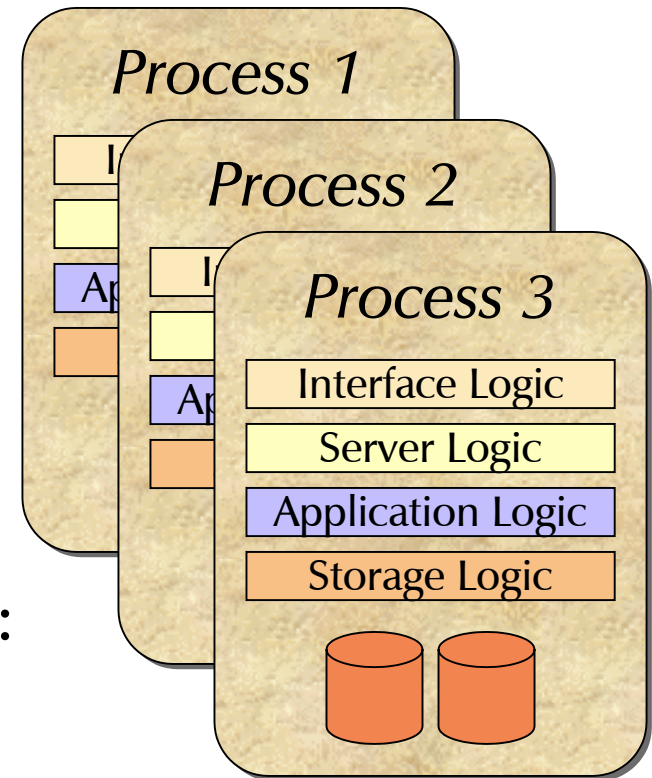 Process 1
Process 2
Process 3
Interface Logic
Server Logic
Application Logic
Storage Logic
: